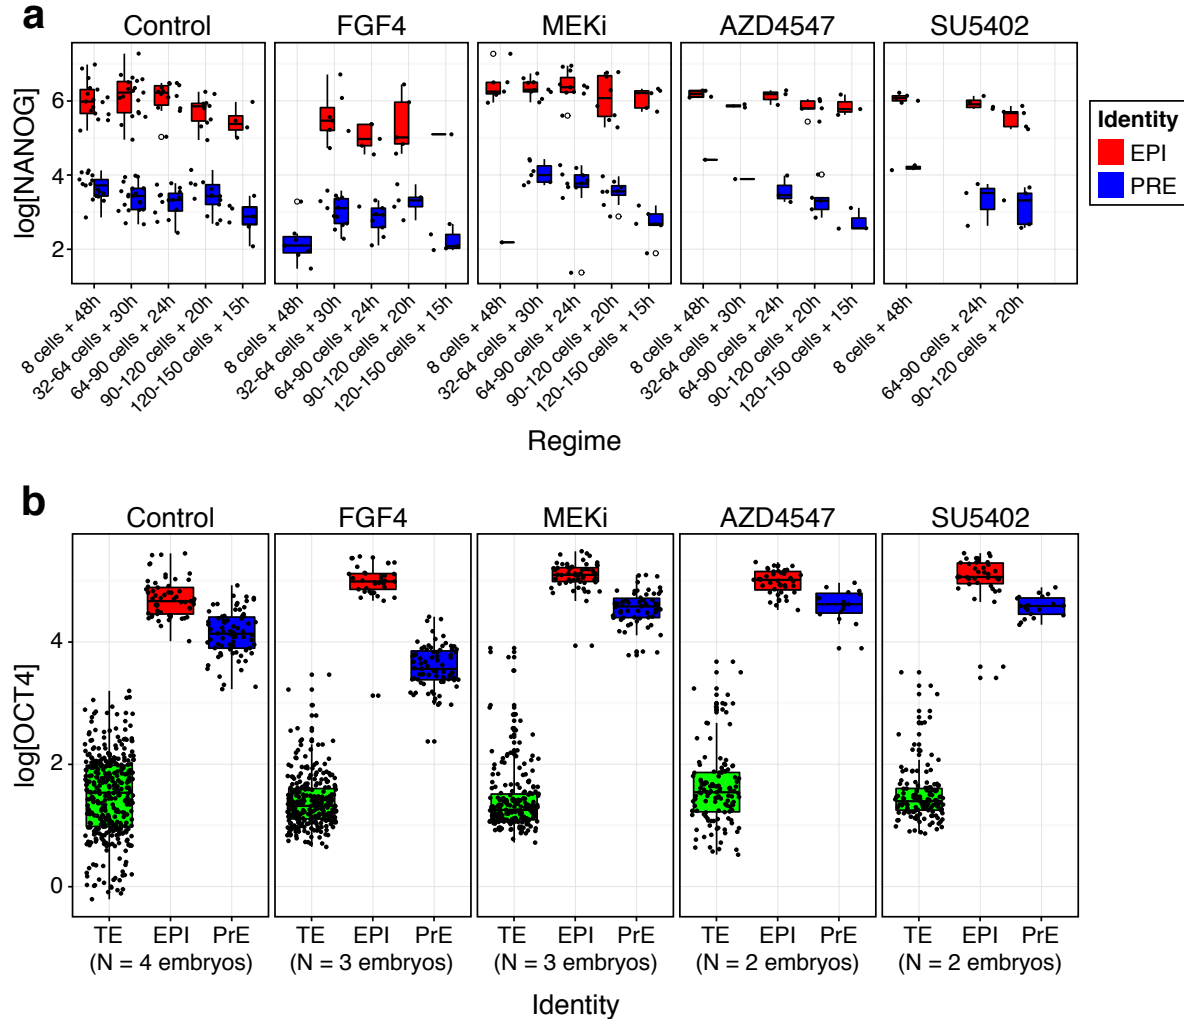 a
Control FGF4 MEKi AZD4547 SU5402
log[NANOG]
6
4
2
Identity
EPI
PRE
8 cells + 48h
32-64 cells + 30h
64-90 cells + 24h
90-120 cells + 20h
120-150 cells + 15h
8 cells + 48h
32-64 cells + 30h
64-90 cells + 24h
90-120 cells + 20h
120-150 cells + 15h
8 cells + 48h
32-64 cells + 30h
64-90 cells + 24h
90-120 cells + 20h
120-150 cells + 15h
8 cells + 48h
32-64 cells + 30h
64-90 cells + 24h
90-120 cells + 20h
120-150 cells + 15h
8 cells + 48h
64-90 cells + 24h
90-120 cells + 20h
Regime
b
Control FGF4 MEKi AZD4547 SU5402
log[OCT4]
4
2
0
TE EPI PrE TE EPI PrE TE EPI PrE TE EPI PrE TE EPI PrE
(N = 4 embryos) (N = 3 embryos) (N = 3 embryos) (N = 2 embryos) (N = 2 embryos)
Identity